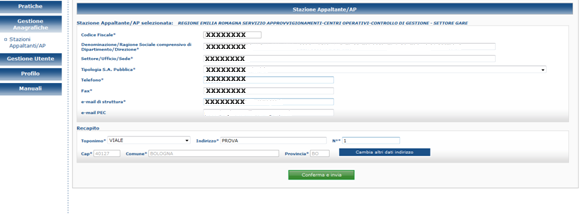 Pratiche
Gestione
Anagrafiche
Stazioni
Appaltanti/AP
Gestione Utente
Profilo
Manuali
Stazione Appaltante/AP
Stazione Appaltante/AP selezionata: REGIONE EMILIA ROMAGNA SERVIZIO APPROVVIGIONAMENTI-CENTRI OPERATIVI-CONTROLLO DI GESTIONE - SETTORE GARE
Codice Fiscale* XXXXXXXX
Denominazione/Ragione Sociale comprensivo di
Dipartimento/Direzione* XXXXXXXX
Settore/Ufficio/Sede* XXXXXXXX
Tipologia S.A. Pubblica* XXXXXXXX
Telefono* XXXXXXXX
Fax* XXXXXXXX
e-mail di struttura* XXXXXXXX
e-mail PEC
Recapito
Toponimo* VIALE Indirizzo* PROVA N°* 1
Cap* 40127 Comune* BOLOGNA Provincia* BO Cambia altri dati indirizzo
Conferma e invia